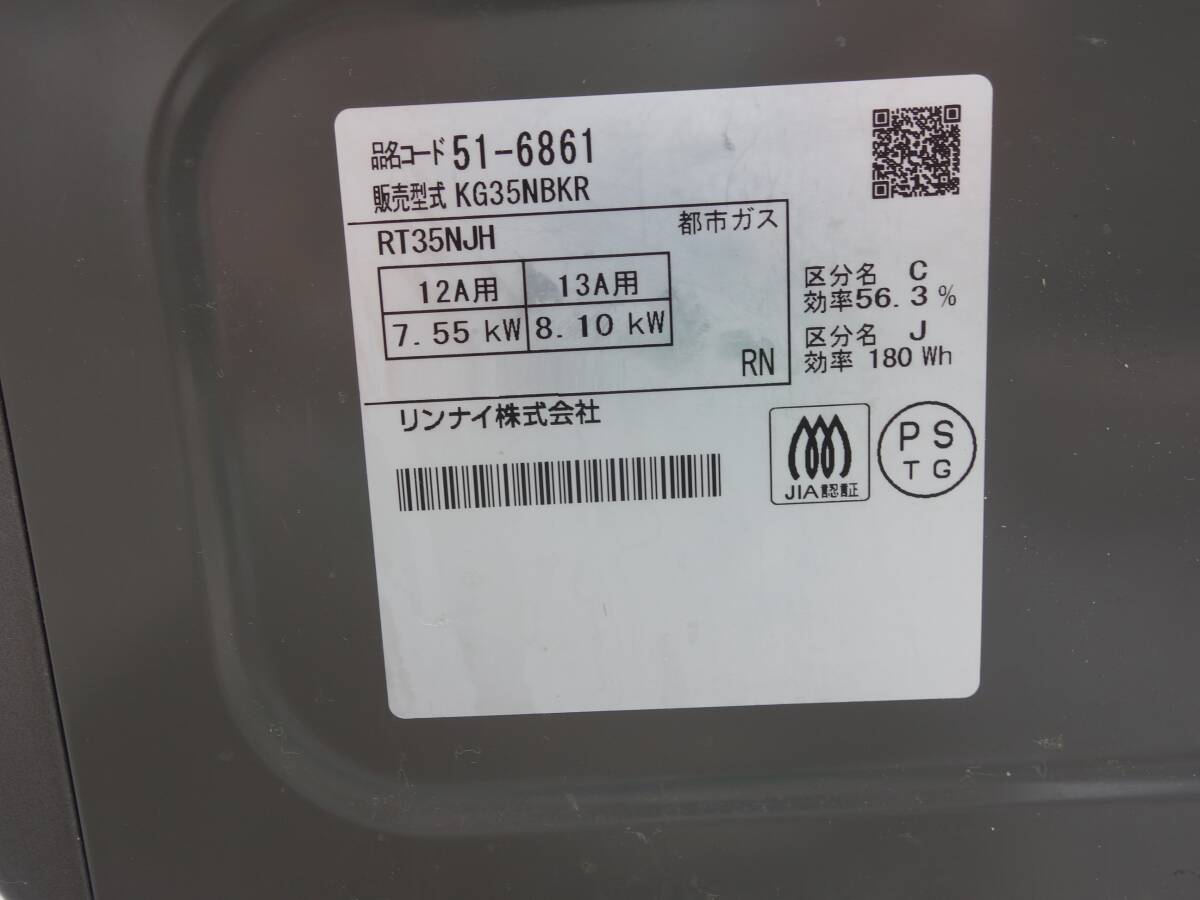 品名コード 51-6861
販売型式 KG35NBKR
都市ガス
RT35NJH
12A用 13A用
7.55 kW 8.10 kW
RN
区分名 C
効率56.3%
区分名 J
効率 180 Wh
リンナイ株式会社
JIA認証
PS
TG